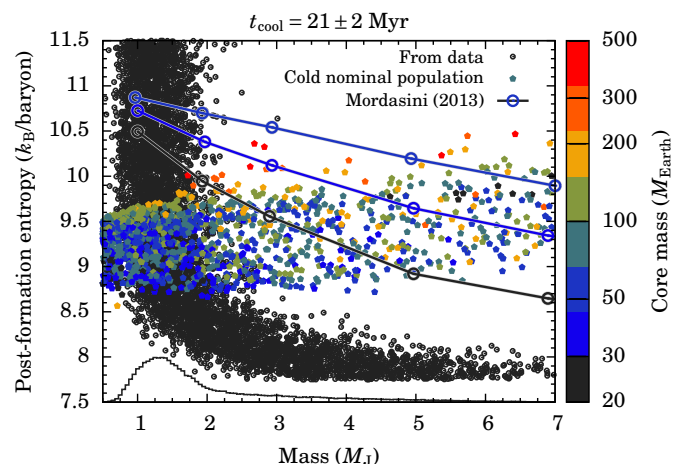 t_cool = 21 ± 2 Myr
From data
Cold nominal population
Mordasini (2013)
Post-formation entropy (k_B/baryon)
11.5
11
10.5
10
9.5
9
8.5
8
7.5
1 2 3 4 5 6 7
Mass (M_J)
500
300
200
100
50
30
20
Core mass (M_Earth)